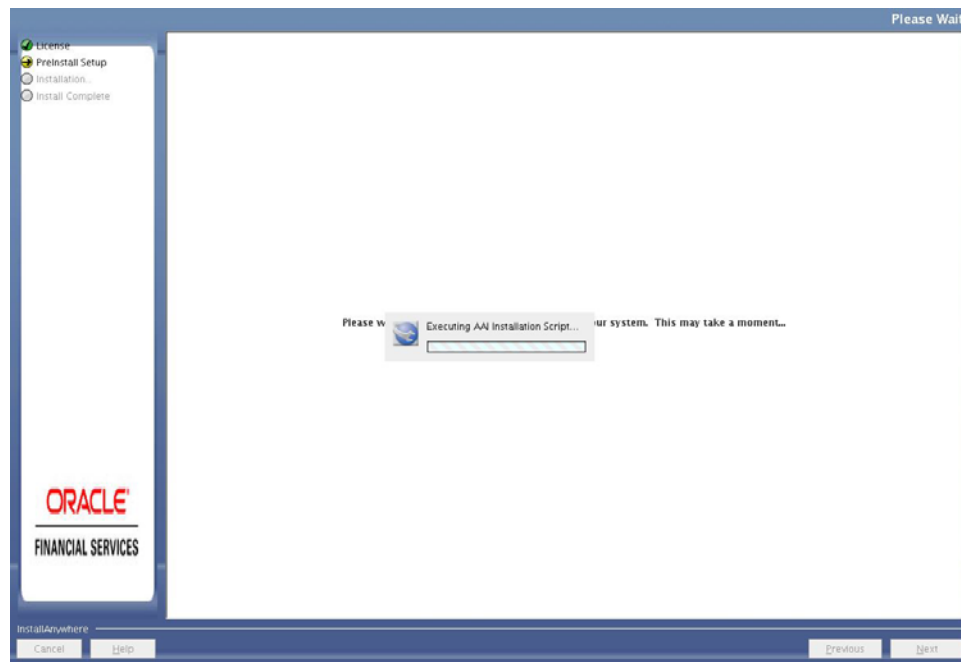 Please Wait
License
PreInstall Setup
Installation...
Install Complete
Please w
Executing AAI Installation Script...
ur system. This may take a moment...
ORACLE
FINANCIAL SERVICES
InstallAnywhere
Cancel
Help
Previous
Next